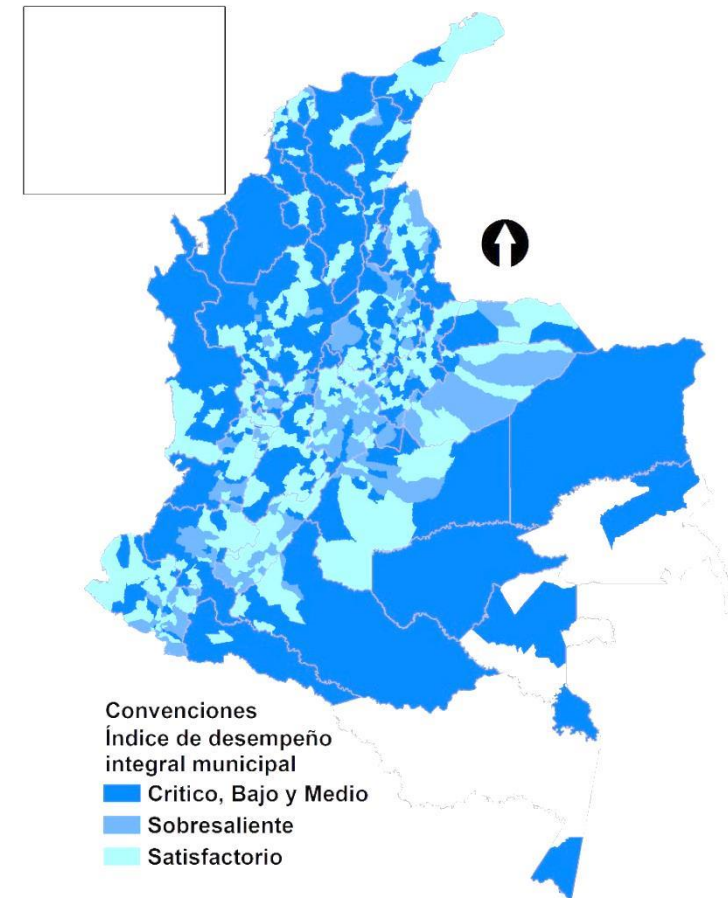 Convenciones
Índice de desempeño
integral municipal
Critico, Bajo y Medio
Sobresaliente
Satisfactorio